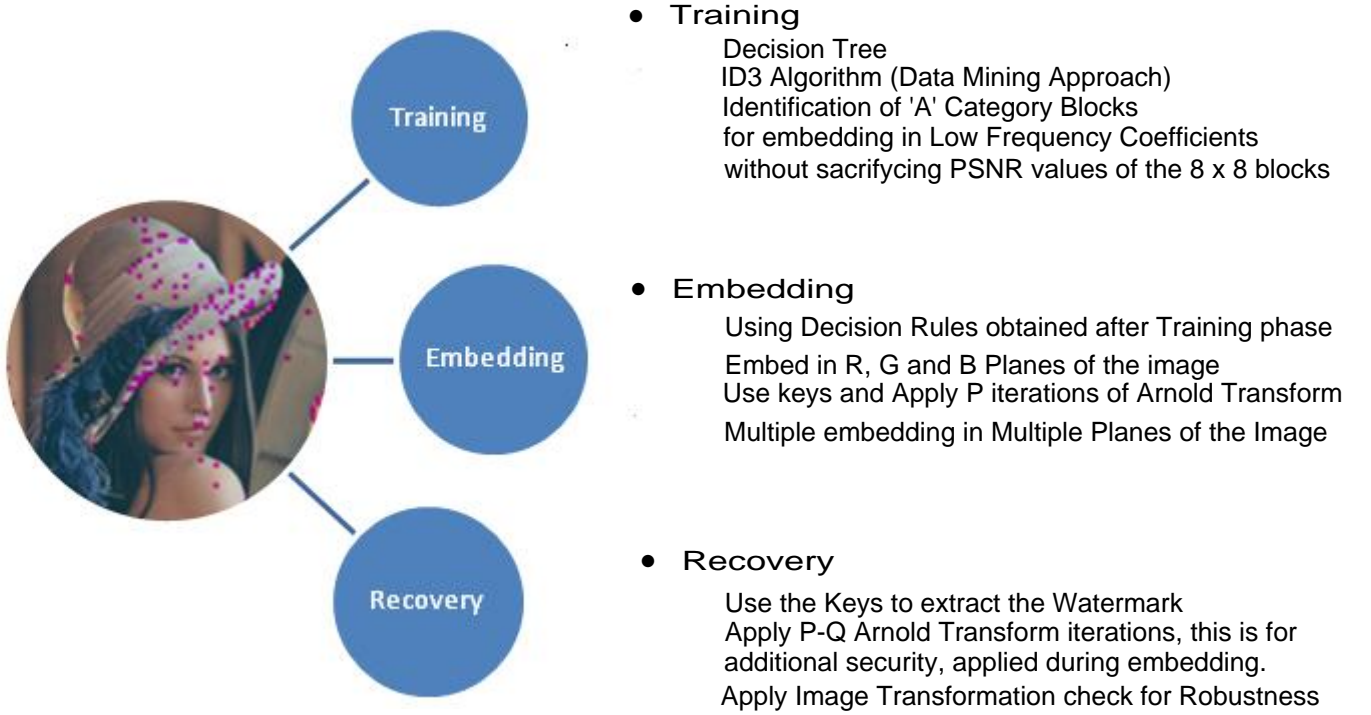 Training
Embedding
Recovery
● Training
Decision Tree
ID3 Algorithm (Data Mining Approach)
Identification of 'A' Category Blocks
for embedding in Low Frequency Coefficients
without sacrifycing PSNR values of the 8 x 8 blocks
● Embedding
Using Decision Rules obtained after Training phase
Embed in R, G and B Planes of the image
Use keys and Apply P iterations of Arnold Transform
Multiple embedding in Multiple Planes of the Image
● Recovery
Use the Keys to extract the Watermark
Apply P-Q Arnold Transform iterations, this is for
additional security, applied during embedding.
Apply Image Transformation check for Robustness